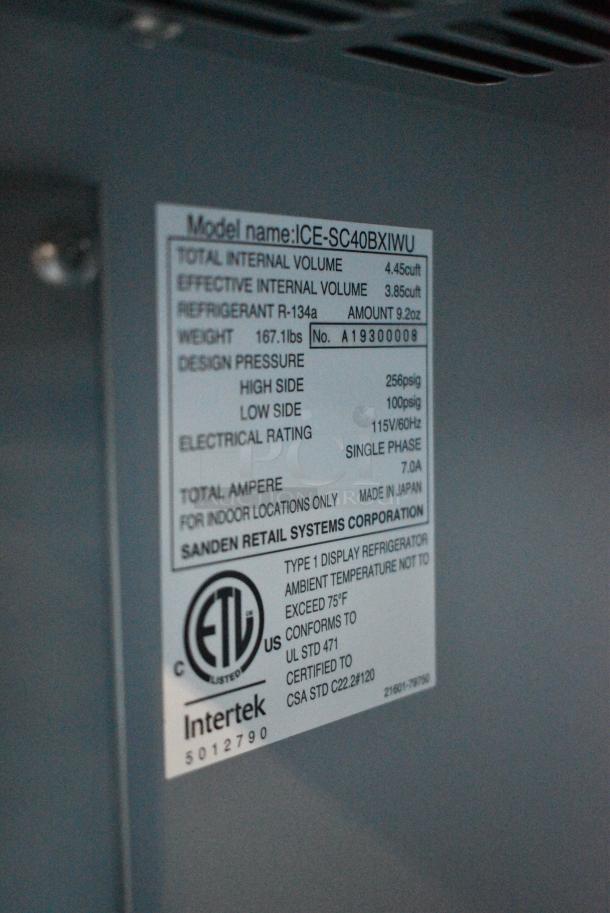 Model name:ICE-SC40BXIWU
TOTAL INTERNAL VOLUME 4.45cuft
EFFECTIVE INTERNAL VOLUME 3.85cuft
REFRIGERANT R-134a AMOUNT 9.2oz
WEIGHT 167.1lbs No. A19300008
DESIGN PRESSURE
HIGH SIDE 256psig
LOW SIDE 100psig
ELECTRICAL RATING 115V/60Hz
SINGLE PHASE
TOTAL AMPERE 7.0A
FOR INDOOR LOCATIONS ONLY MADE IN JAPAN
SANDEN RETAIL SYSTEMS CORPORATION
TYPE 1 DISPLAY REFRIGERATOR
AMBIENT TEMPERATURE NOT TO
EXCEED 75°F
CONFORMS TO
UL STD 471
CERTIFIED TO
CSA STD C22.2#120
ETL
LISTED
C US
Intertek
5012790
21601-79750
PCI